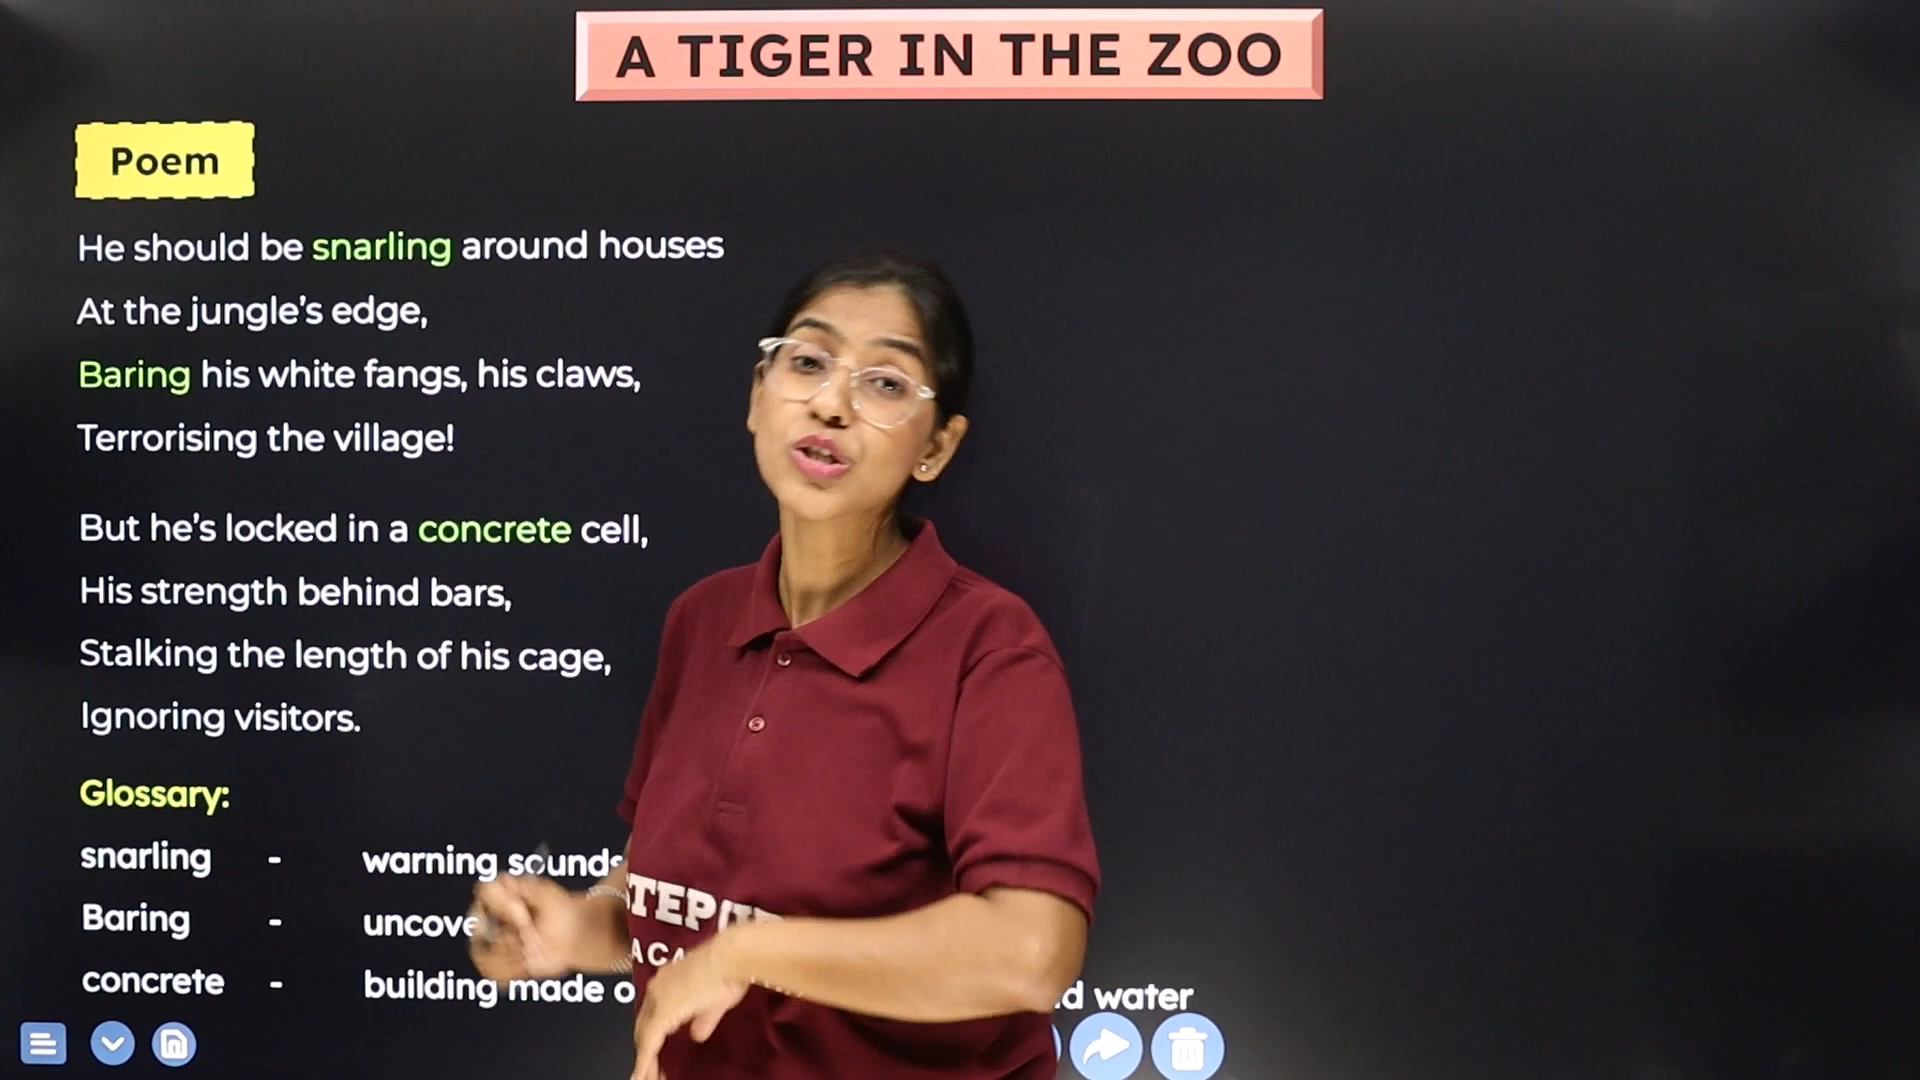 A TIGER IN THE ZOO
Poem
He should be snarling around houses
At the jungle's edge,
Baring his white fangs, his claws,
Terrorising the village!
But he's locked in a concrete cell,
His strength behind bars,
Stalking the length of his cage,
Ignoring visitors.
Glossary:
snarling - warning sounds
Baring -
concrete - building made water